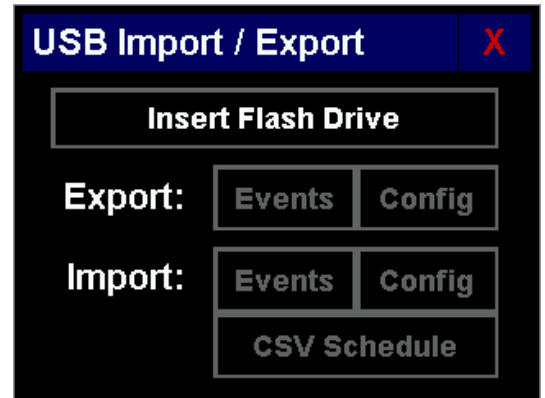 USB Import / Export X
Insert Flash Drive
Export: Events Config
Import: Events Config
CSV Schedule